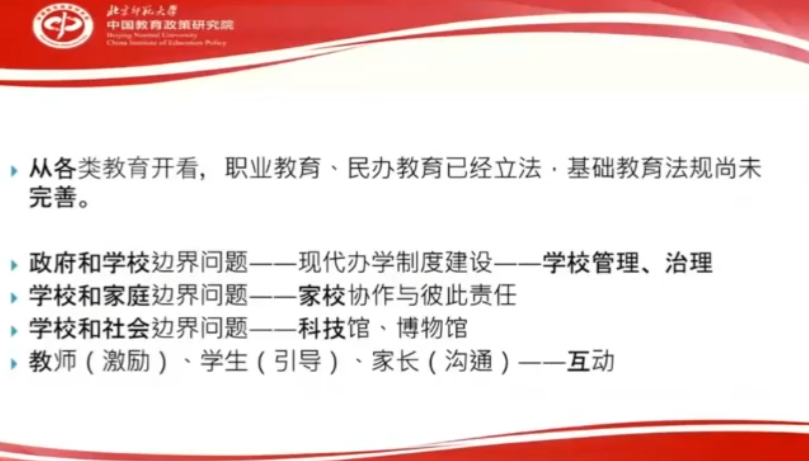 北京师范大学
中国教育政策研究院
Beijing Normal University
China Institute of Education Policy
从各类教育开看，职业教育、民办教育已经立法，基础教育法规尚未
完善。
政府和学校边界问题——现代办学制度建设——学校管理、治理
学校和家庭边界问题——家校协作与彼此责任
学校和社会边界问题——科技馆、博物馆
教师（激励）、学生（引导）、家长（沟通）——互动